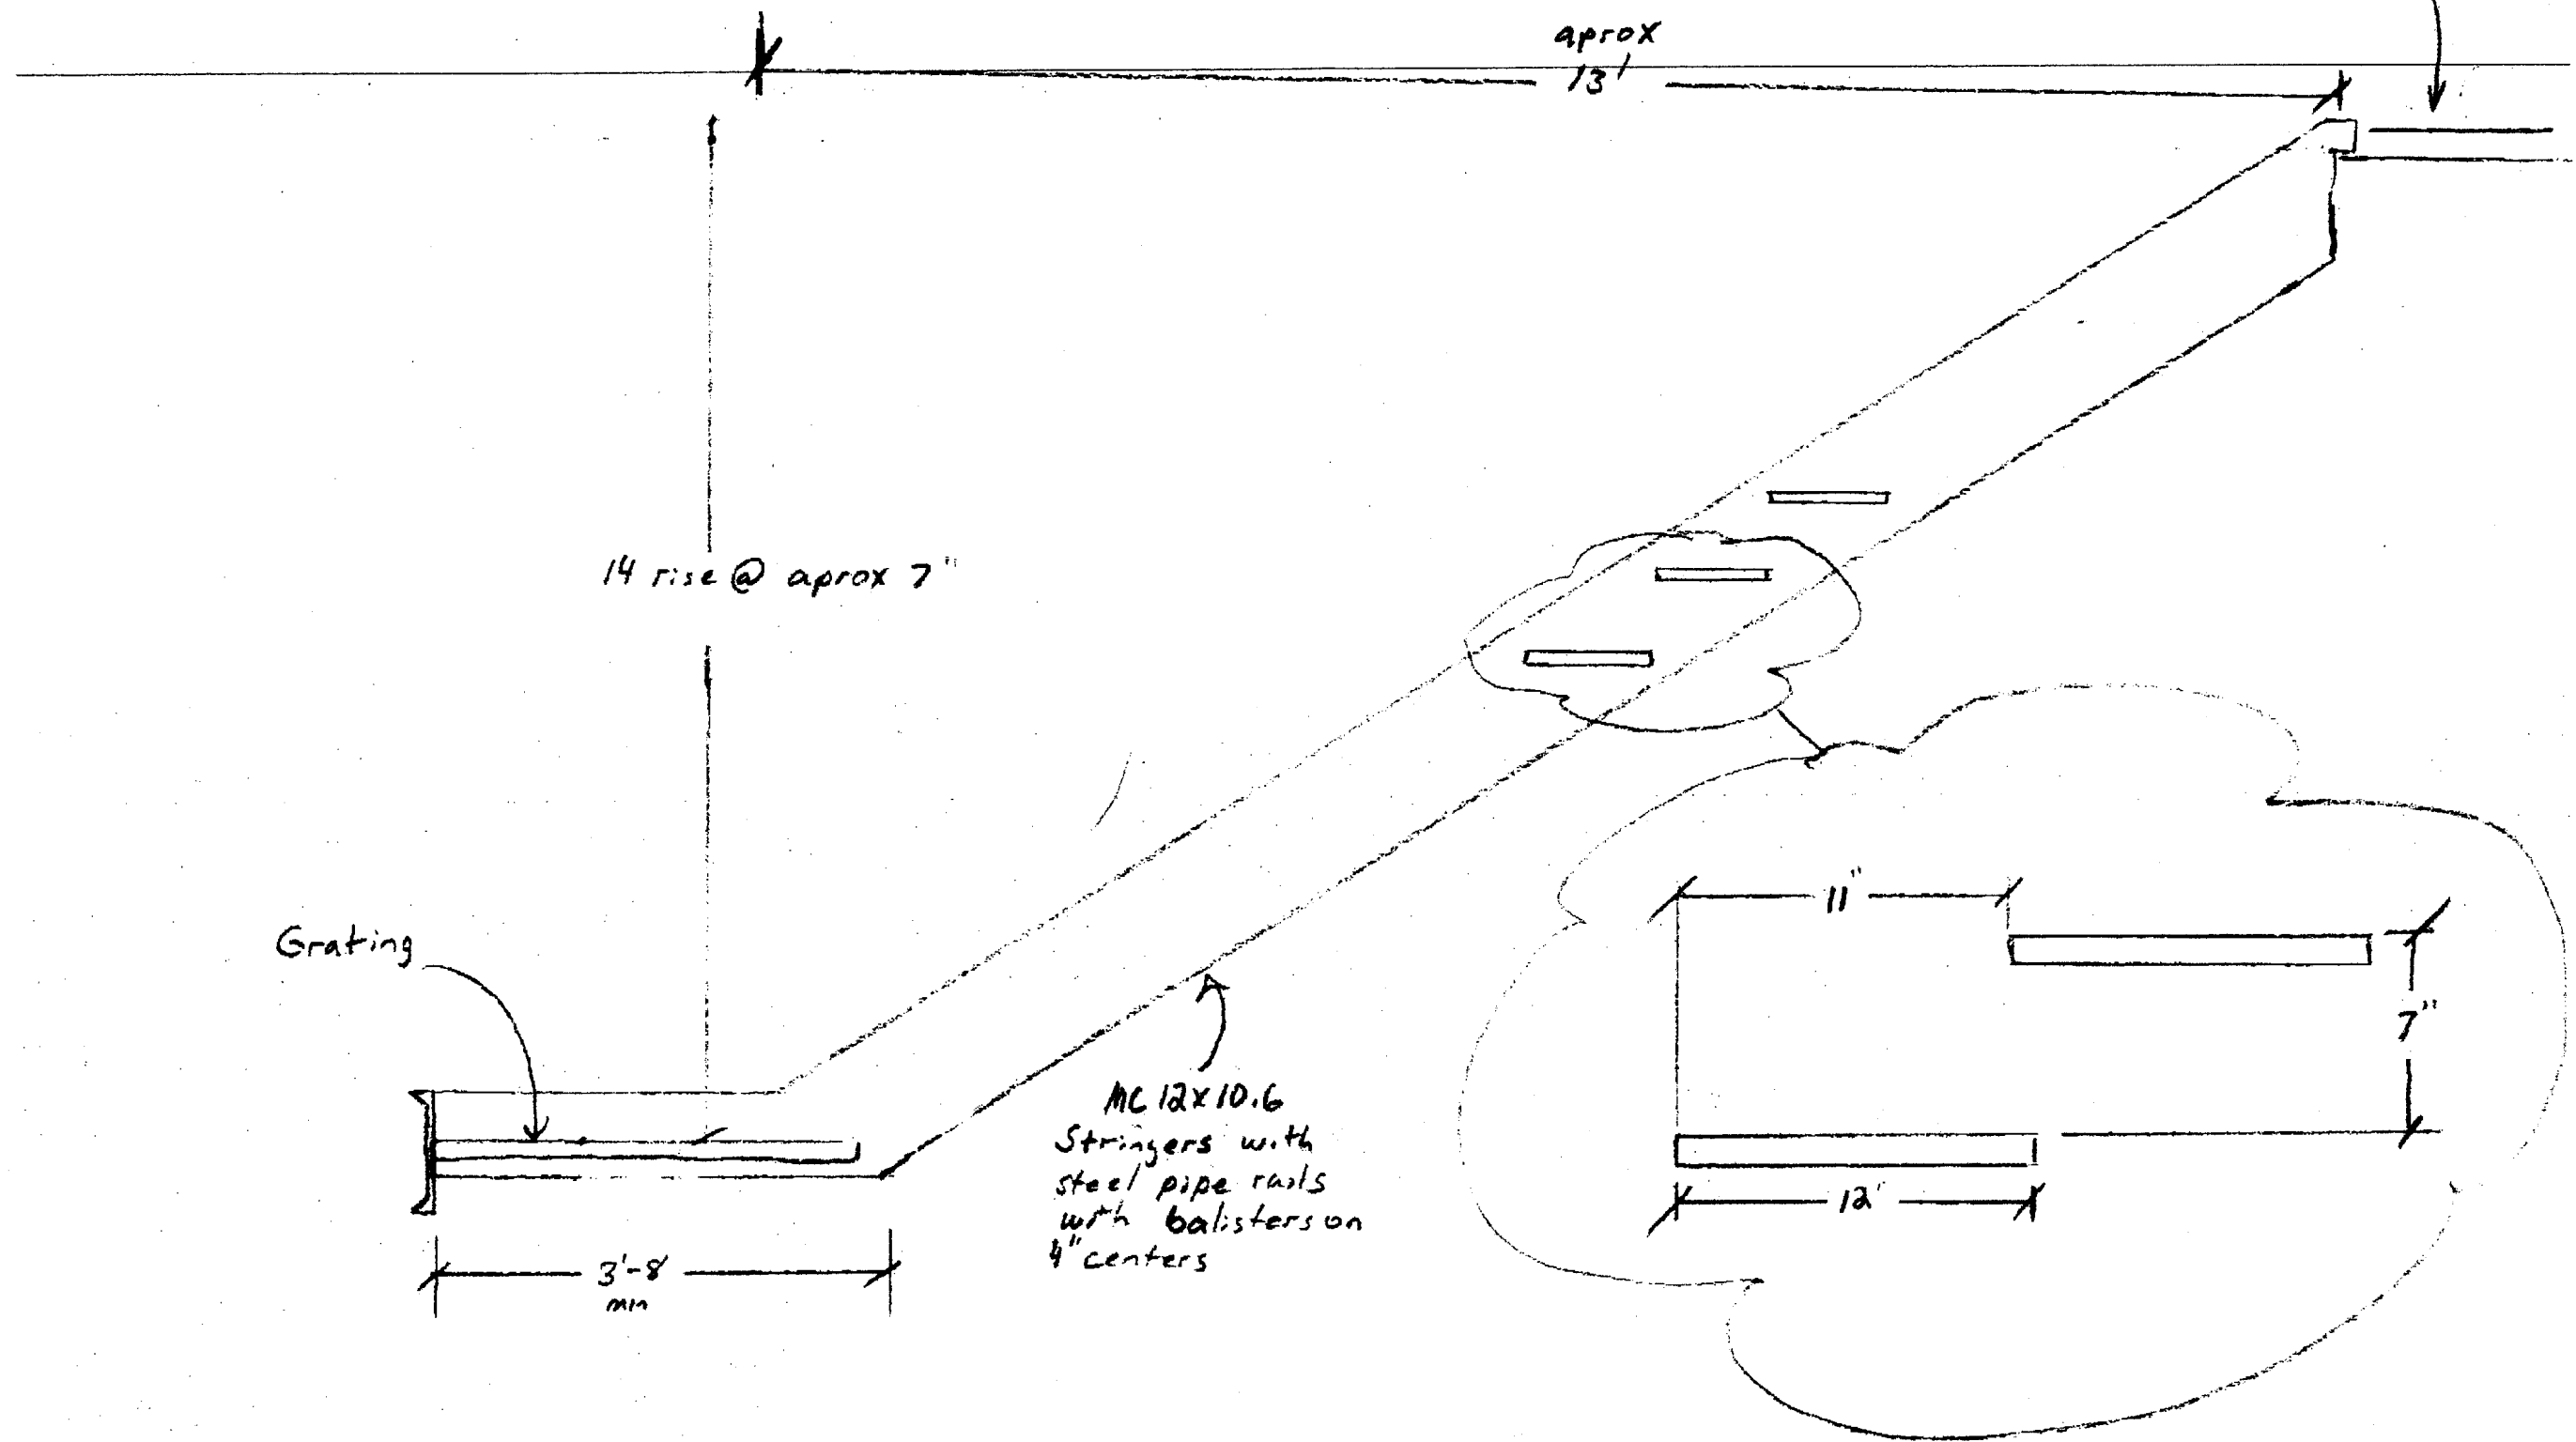 aprox
13'
14 rise @ aprox 7"
Grating
11"
7"
MC 12x10.6
Stringers with
steel pipe rails
with balisters on
4" centers
12'
3'-8
min